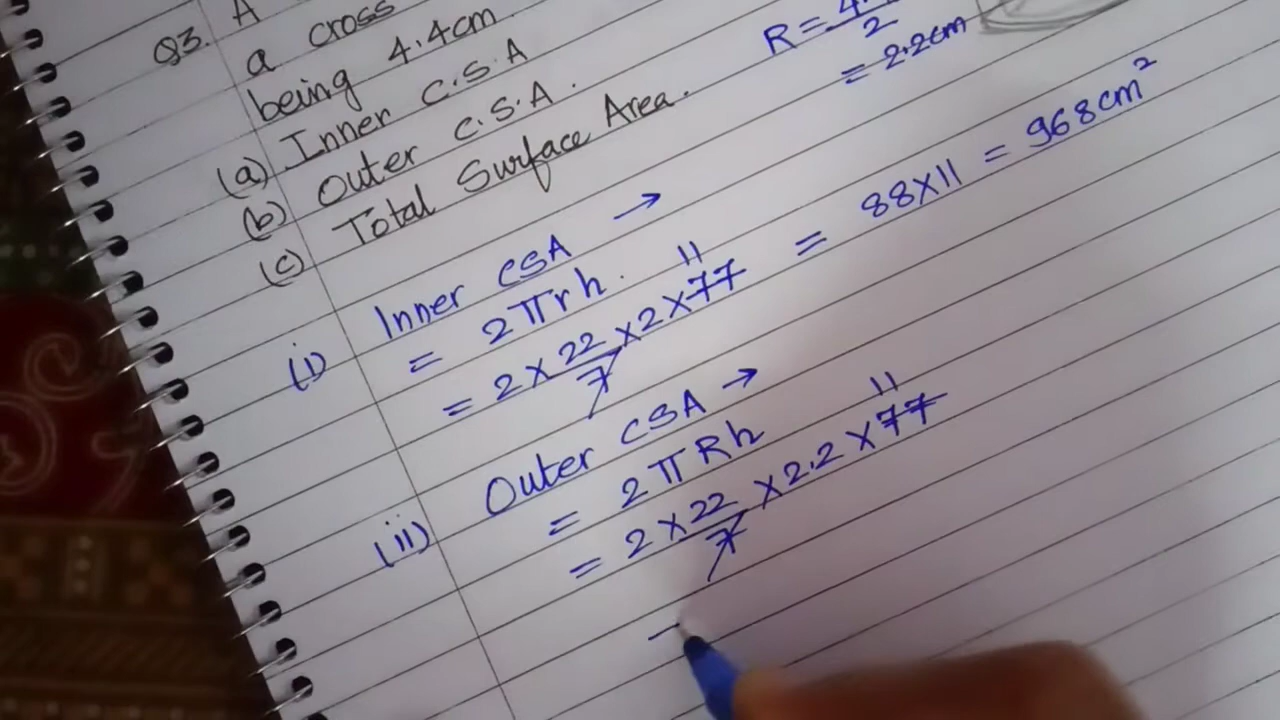 Q3. A
a cross
being 4.4cm
(a) Inner C.S.A
(b) Outer C.S.A.
(c) Total Surface Area.
R = 4.
2
= 2.2cm
(i) Inner CSA →
= 2πrh.
11
= 2 × 22/7 × 2 × 77 = 88×11 = 968cm²
(ii) Outer CSA →
= 2πRh
11
= 2 × 22/7 × 2.2 × 77